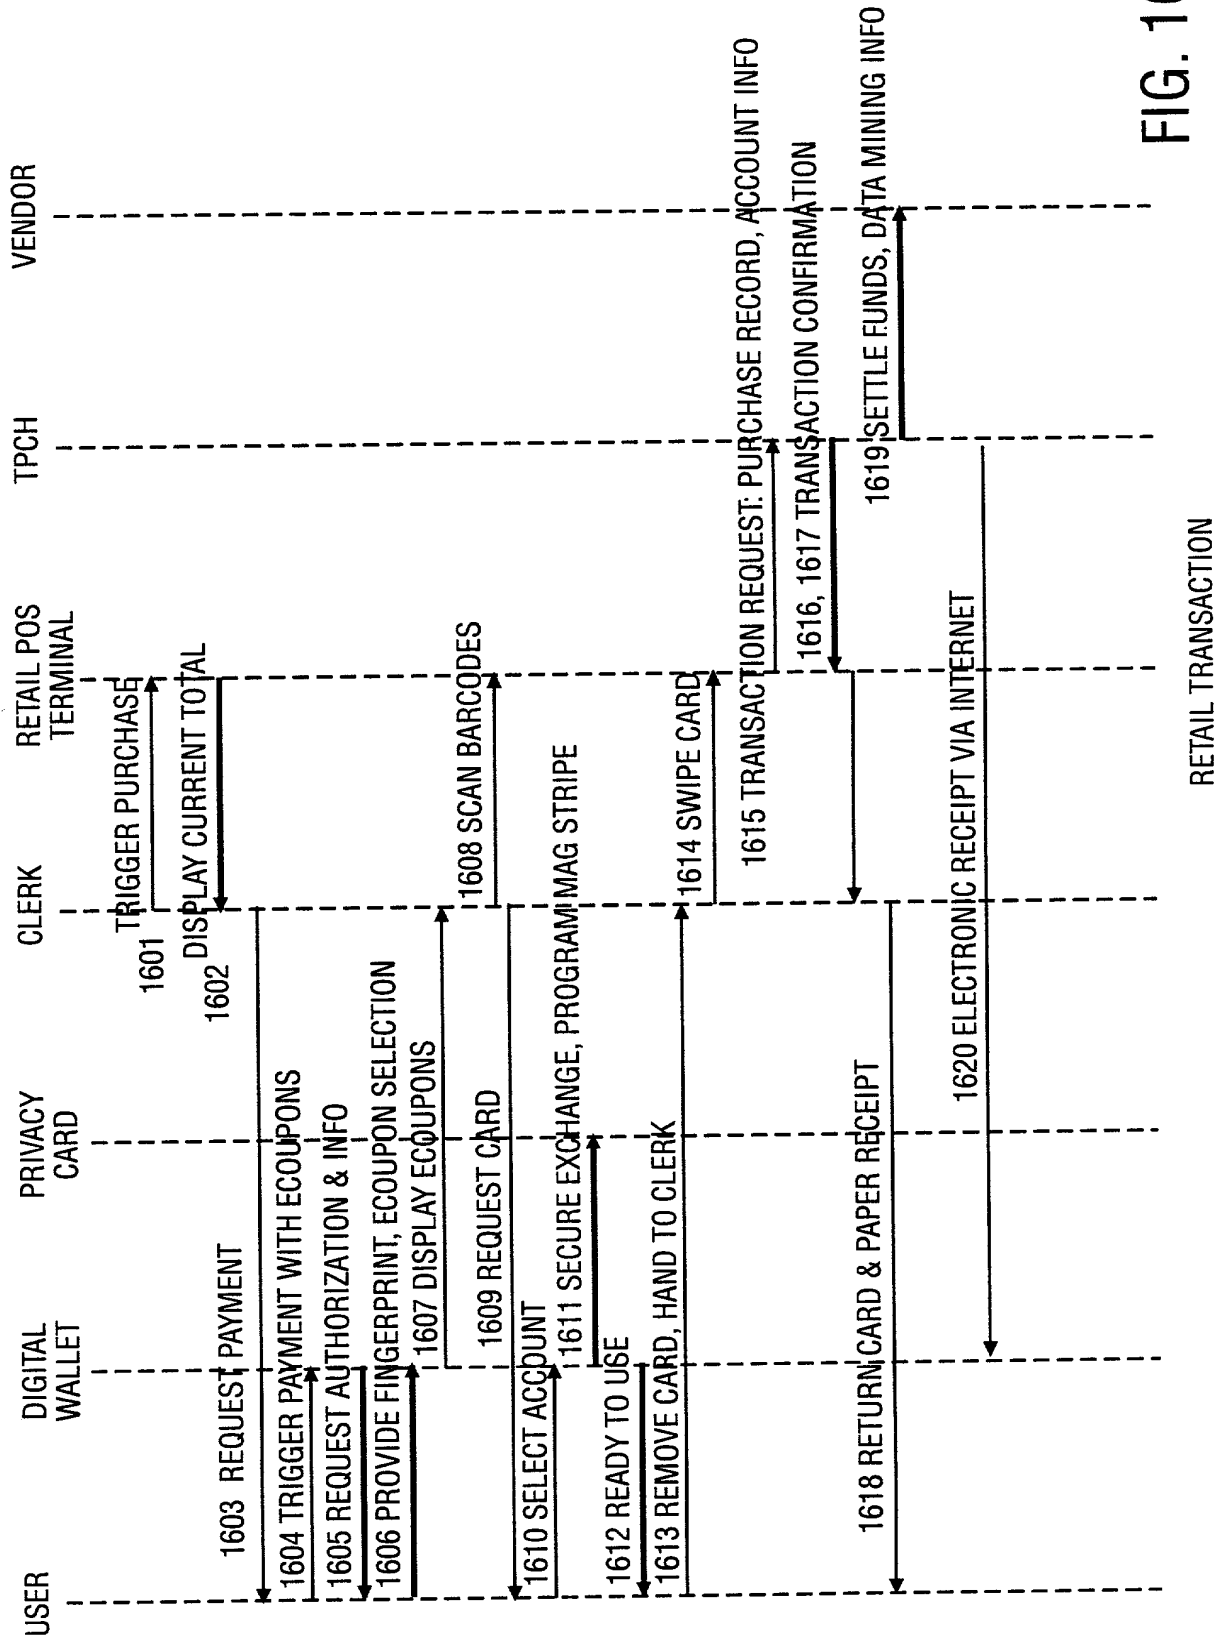 USER
DIGITAL
WALLET
PRIVACY
CARD
CLERK
RETAIL POS
TERMINAL
TPCH
VENDOR
TRIGGER PURCHASE
1601
DISPLAY CURRENT TOTAL
1602
1603 REQUEST PAYMENT
1604 TRIGGER PAYMENT WITH ECOUPONS
1605 REQUEST AUTHORIZATION & INFO
1606 PROVIDE FINGERPRINT, ECOUPON SELECTION
1607 DISPLAY ECOUPONS
1608 SCAN BARCODES
1609 REQUEST CARD
1610 SELECT ACCOUNT
1611 SECURE EXCHANGE, PROGRAM MAG STRIPE
1612 READY TO USE
1613 REMOVE CARD, HAND TO CLERK
1614 SWIPE CARD
1615 TRANSACTION REQUEST: PURCHASE RECORD, ACCOUNT INFO
1616, 1617 TRANSACTION CONFIRMATION
1618 RETURN CARD & PAPER RECEIPT
1619 SETTLE FUNDS, DATA MINING INFO
1620 ELECTRONIC RECEIPT VIA INTERNET
RETAIL TRANSACTION
FIG.